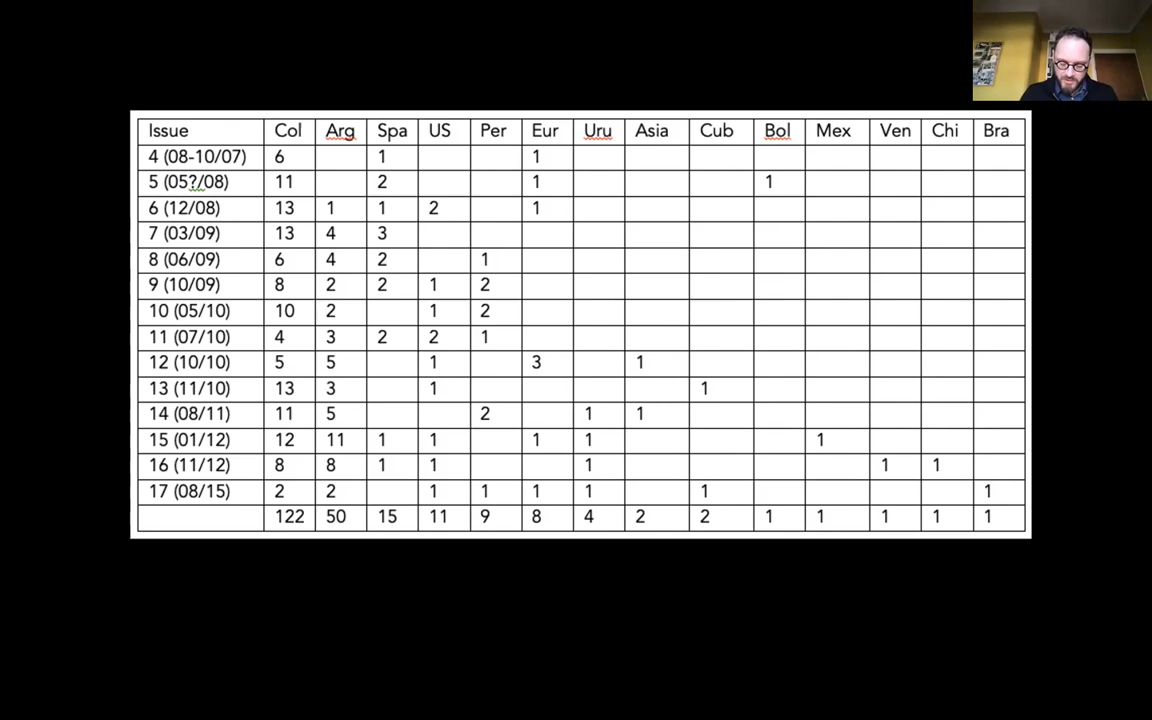 Issue Col Arg Spa US Per Eur Uru Asia Cub Bol Mex Ven Chi Bra
4 (08-10/07) 6 1 1
5 (05?/08) 11 2 1 1
6 (12/08) 13 1 1 2 1
7 (03/09) 13 4 3
8 (06/09) 6 4 2 1
9 (10/09) 8 2 2 1 2
10 (05/10) 10 2 1 2
11 (07/10) 4 3 2 2 1
12 (10/10) 5 5 1 3 1
13 (11/10) 13 3 1 1
14 (08/11) 11 5 2 1 1
15 (01/12) 12 11 1 1 1 1 1
16 (11/12) 8 8 1 1 1 1 1
17 (08/15) 2 2 1 1 1 1 1 1
122 50 15 11 9 8 4 2 2 1 1 1 1 1